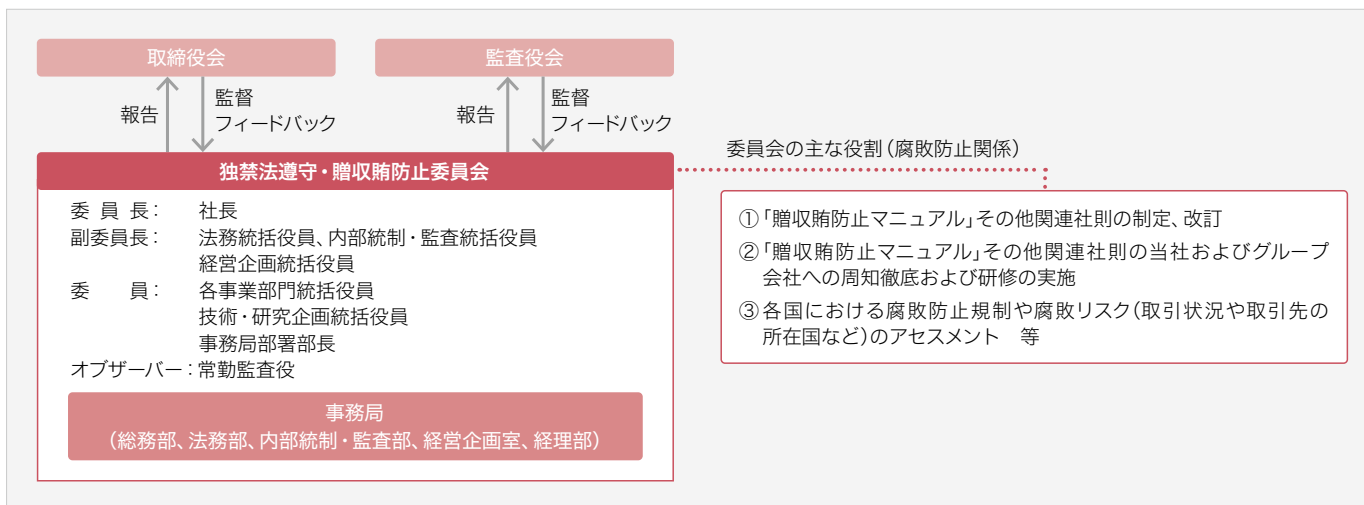 取締役会
監査役会
報告
監督
フィードバック
報告
監督
フィードバック
独禁法遵守・贈収賄防止委員会
委員長： 社長
副委員長： 法務統括役員、内部統制・監査統括役員
経営企画統括役員
委員： 各事業部門統括役員
技術・研究企画統括役員
事務局部署部長
オブザーバー：常勤監査役
事務局
（総務部、法務部、内部統制・監査部、経営企画室、経理部）
委員会の主な役割（腐敗防止関係）
①「贈収賄防止マニュアル」その他関連社則の制定、改訂
②「贈収賄防止マニュアル」その他関連社則の当社およびグループ
会社への周知徹底および研修の実施
③各国における腐敗防止規制や腐敗リスク（取引状況や取引先の
所在国など）のアセスメント　等